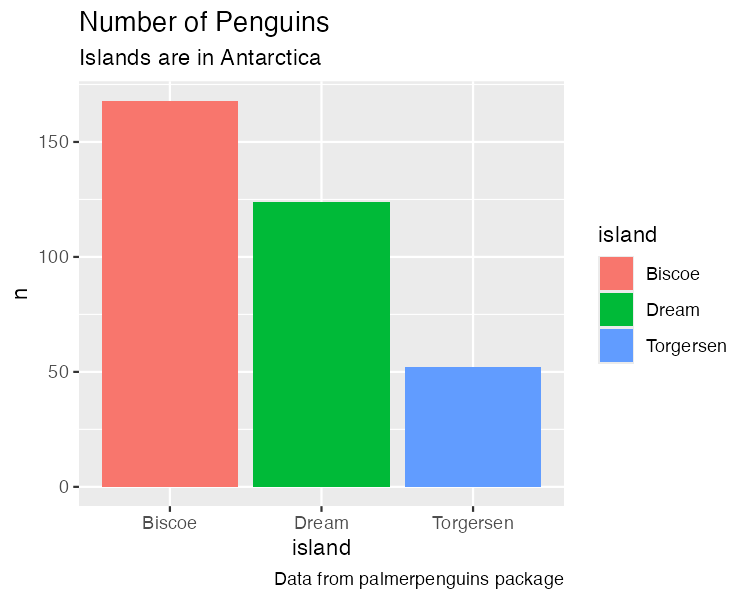 Number of Penguins
Islands are in Antarctica
150
100
50
0
n
Biscoe
Dream
Torgersen
island
island
Biscoe
Dream
Torgersen
Data from palmerpenguins package